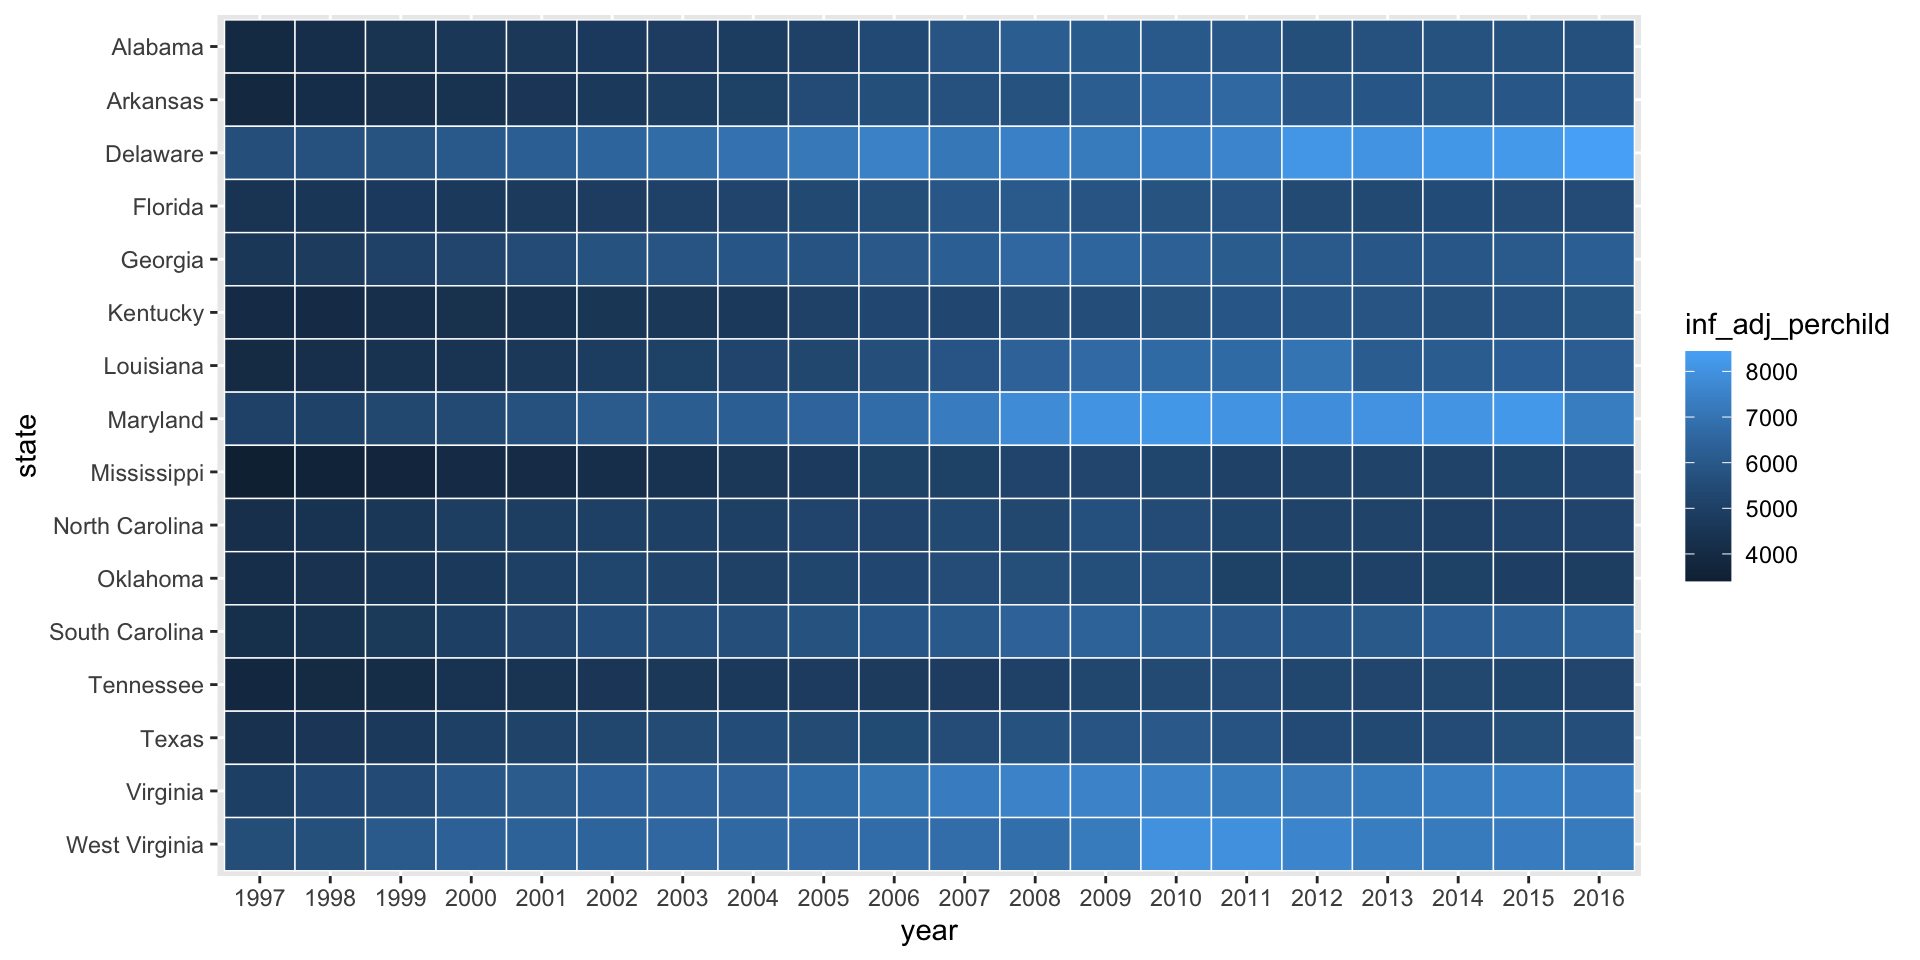 Alabama
Arkansas
Delaware
Florida
Georgia
Kentucky
Louisiana
Maryland
Mississippi
North Carolina
Oklahoma
South Carolina
Tennessee
Texas
Virginia
West Virginia
state
1997 1998 1999 2000 2001 2002 2003 2004 2005 2006 2007 2008 2009 2010 2011 2012 2013 2014 2015 2016
year
inf_adj_perchild
8000
7000
6000
5000
4000